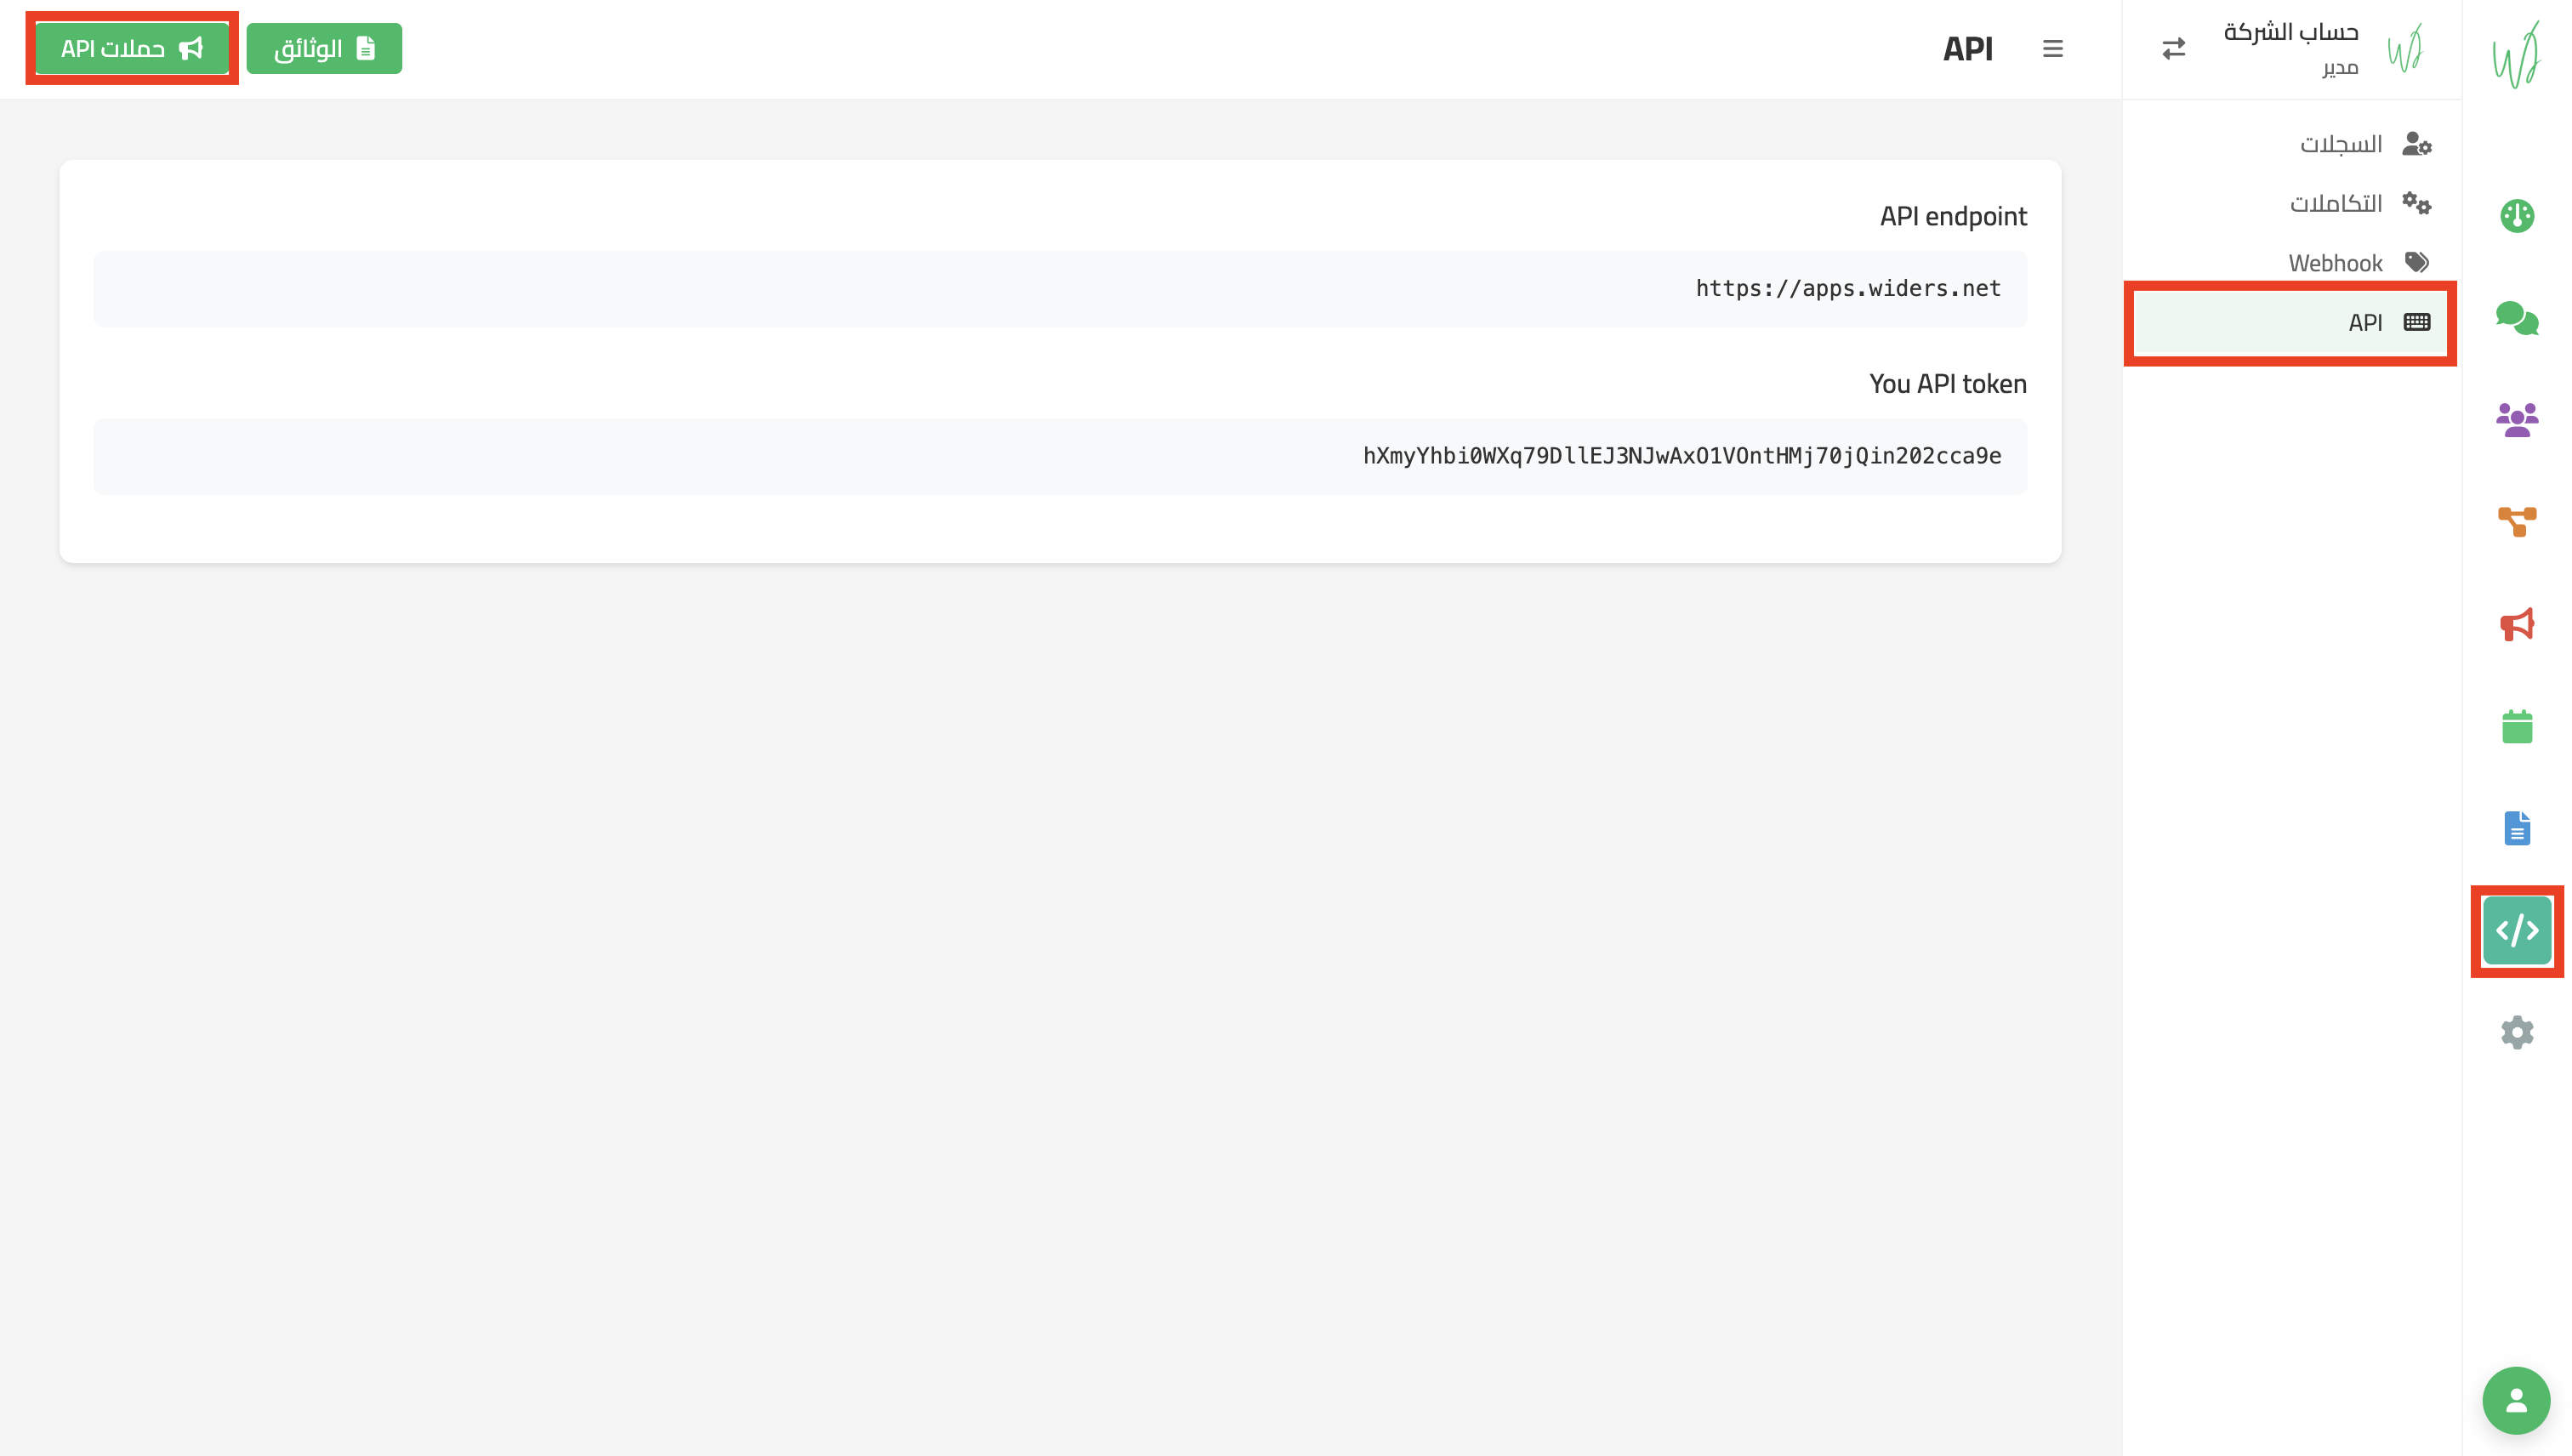 حساب الشركة
مدير
السجلات
التكاملات
Webhook
API
API
الوثائق
حملات API
API endpoint
https://apps.widers.net
You API token
hXmyYhbi0WXq79DllEJ3NJwAxO1VOntHMj70jQin202cca9e